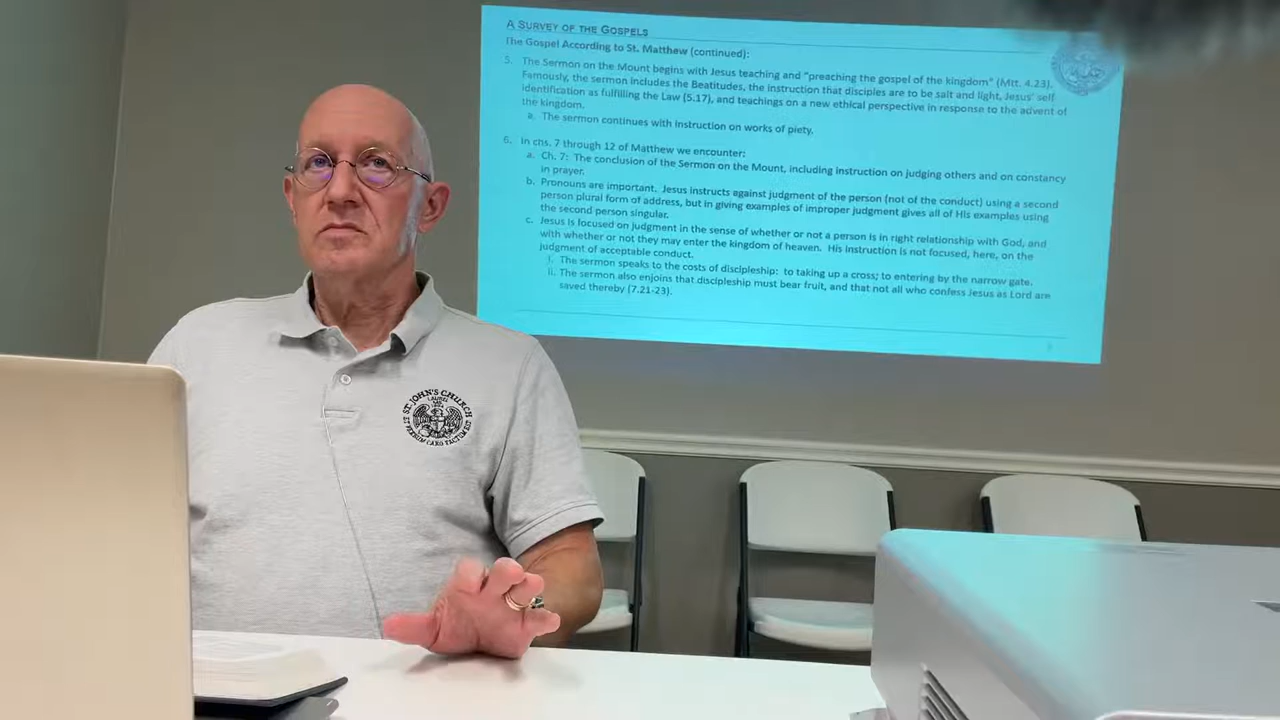 A SURVEY OF THE GOSPELS
The Gospel According to St. Matthew (continued):
5. The Sermon on the Mount begins with Jesus teaching and "preaching the gospel of the kingdom" (Mtt. 4.23).
Famously, the sermon includes the Beatitudes, the instruction that disciples are to be salt and light, Jesus' self
identification as fulfilling the Law (5.17), and teachings on a new ethical perspective in response to the advent of
the kingdom.
a. The sermon continues with instruction on works of piety.
6. In chs. 7 through 12 of Matthew we encounter:
a. Ch. 7: The conclusion of the Sermon on the Mount, including instruction on judging others and on constancy
in prayer.
b. Pronouns are important. Jesus instructs against judgment of the person (not of the conduct) using a second
person plural form of address, but in giving examples of improper judgment gives all of His examples using
the second person singular.
c. Jesus is focused on judgment in the sense of whether or not a person is in right relationship with God, and
with whether or not they may enter the kingdom of heaven. His instruction is not focused, here, on the
judgment of acceptable conduct.
i. The sermon speaks to the costs of discipleship: to taking up a cross; to entering by the narrow gate.
ii. The sermon also enjoins that discipleship must bear fruit, and that not all who confess Jesus as Lord are
saved thereby (7.21-23).
ST. JOHN'S CHURCH
ET VERBUM CARO FACTUM EST